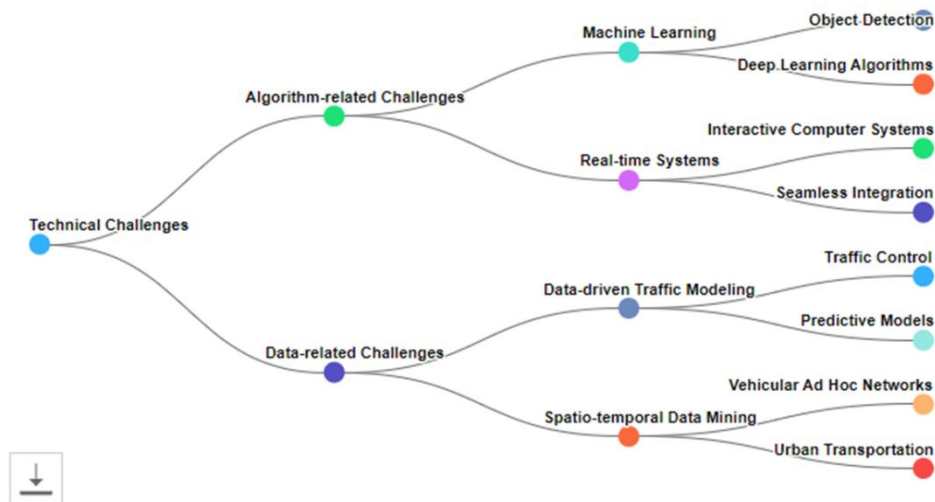 Object Detection
Machine Learning
Deep Learning Algorithms
Algorithm-related Challenges
Interactive Computer Systems
Real-time Systems
Seamless Integration
Technical Challenges
Traffic Control
Data-driven Traffic Modeling
Predictive Models
Data-related Challenges
Vehicular Ad Hoc Networks
Spatio-temporal Data Mining
Urban Transportation